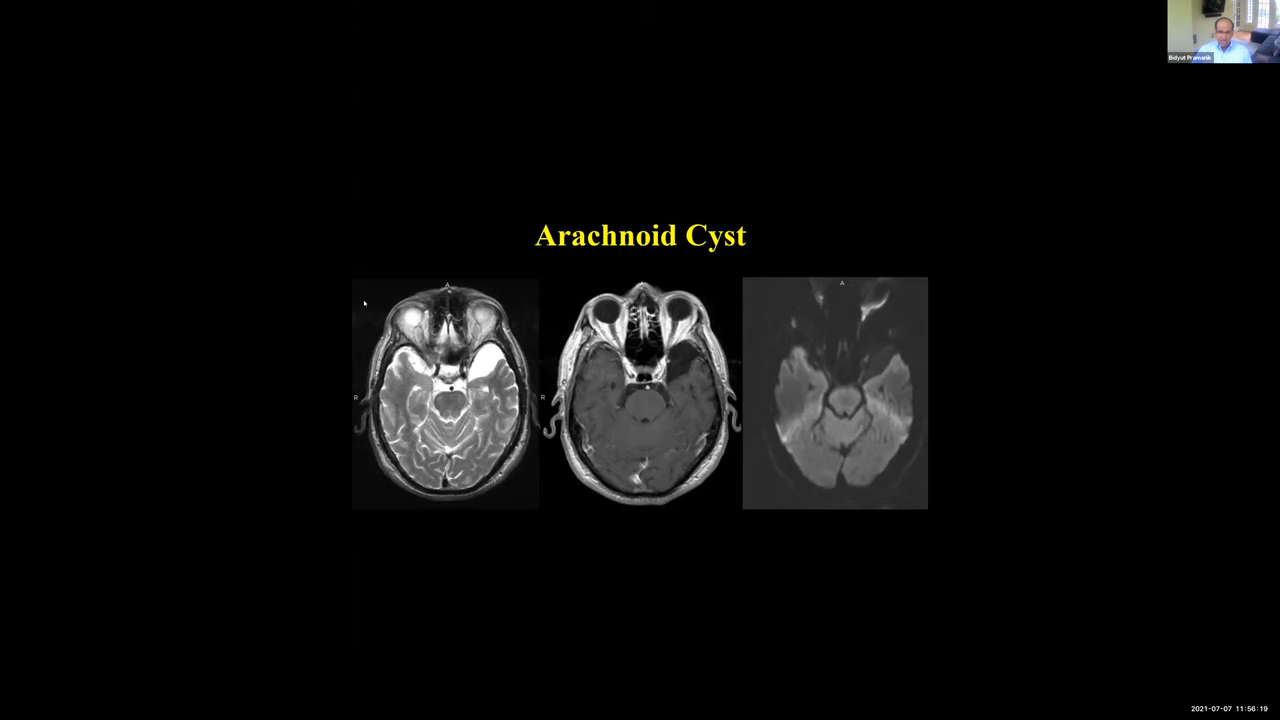 Bidyut Pramanik
Arachnoid Cyst
A
A
R
R
2021-07-07 11:56:19